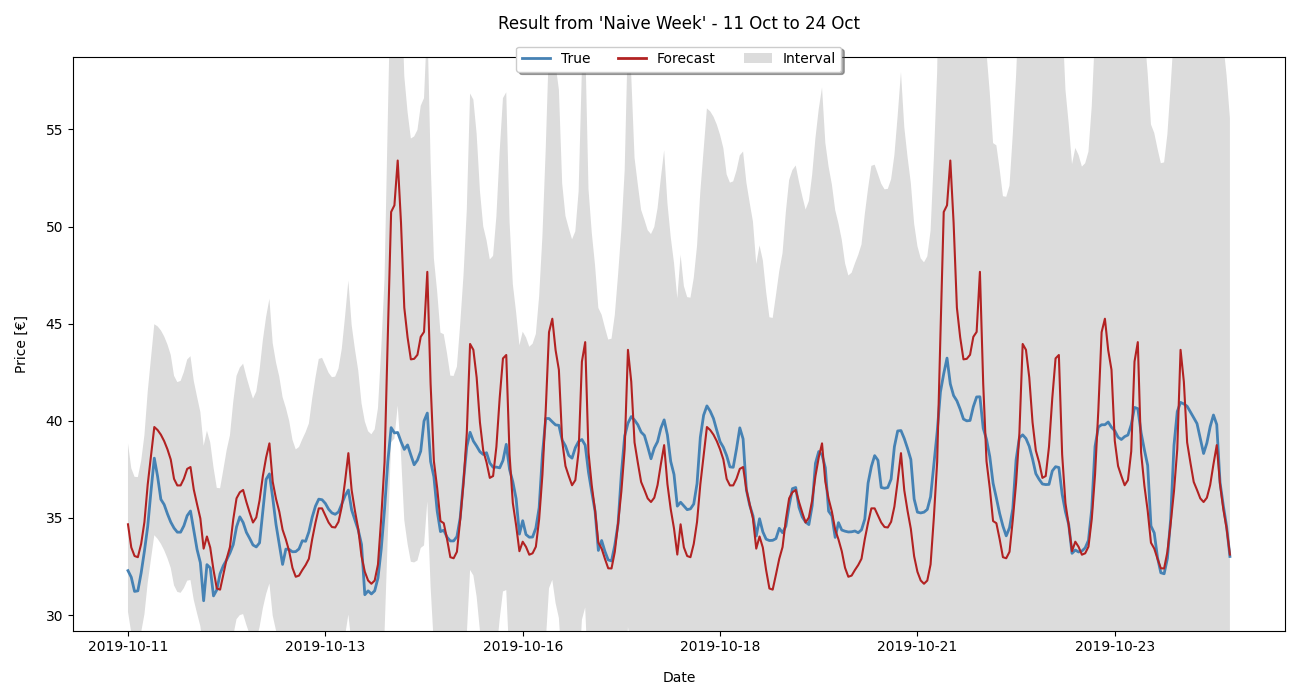 Result from 'Naive Week' - 11 Oct to 24 Oct
True Forecast Interval
Price [€]
55
50
45
40
35
30
2019-10-11 2019-10-13 2019-10-16 2019-10-18 2019-10-21 2019-10-23
Date